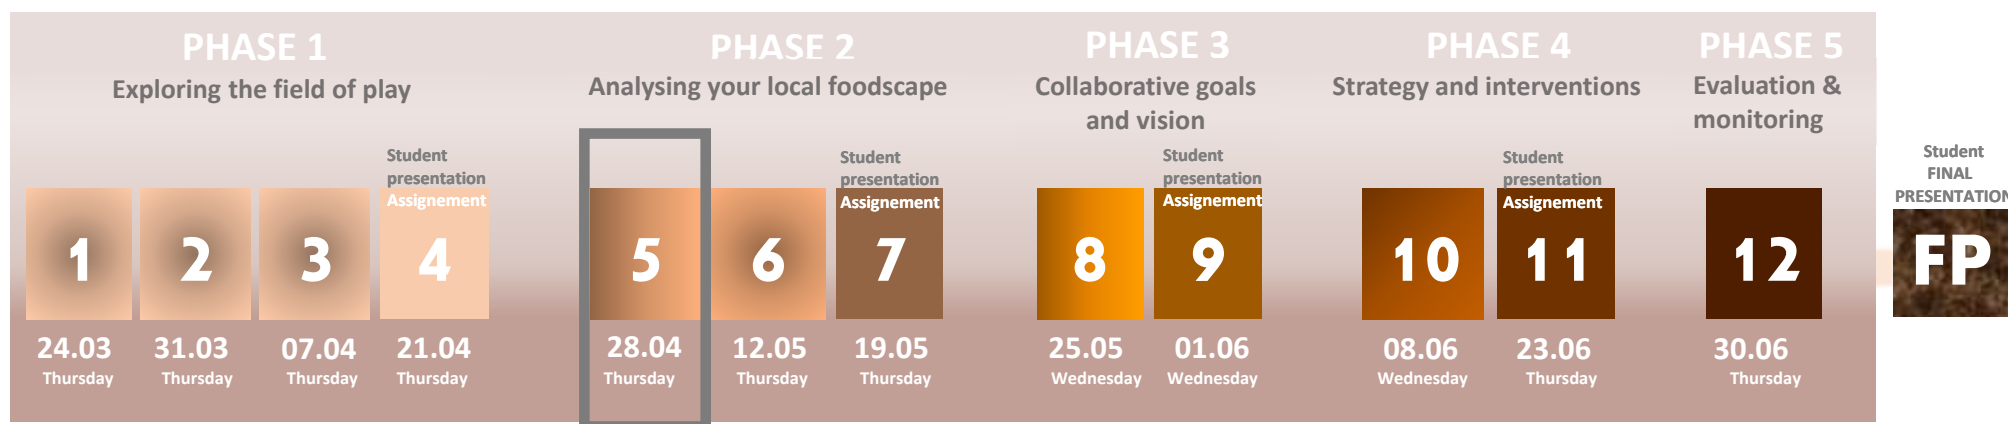 PHASE 1
Exploring the field of play
Student
presentation
Assignement
1
2
3
4
24.03
31.03
07.04
21.04
Thursday
Thursday
Thursday
Thursday
PHASE 2
Analysing your local foodscape
Student
presentation
Assignement
5
6
7
28.04
12.05
19.05
Thursday
Thursday
Thursday
PHASE 3
Collaborative goals
and vision
Student
presentation
Assignement
8
9
25.05
01.06
Wednesday
Wednesday
PHASE 4
Strategy and interventions
Student
presentation
Assignement
10
11
08.06
23.06
Wednesday
Thursday
PHASE 5
Evaluation &
monitoring
12
30.06
Thursday
Student
FINAL
PRESENTATION
FP